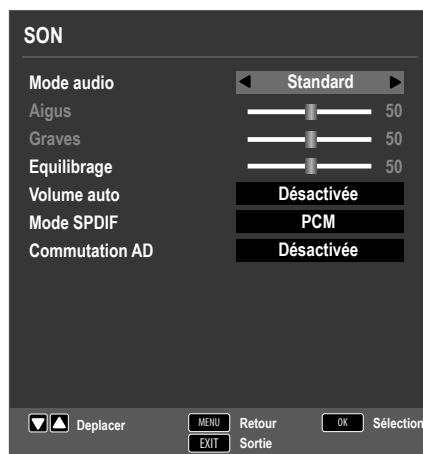 SON
Mode audio Standard
Aigus 50
Graves 50
Equilibrage 50
Volume auto Désactivée
Mode SPDIF PCM
Commutation AD Désactivée
Deplacer MENU Retour OK Sélection
EXIT Sortie